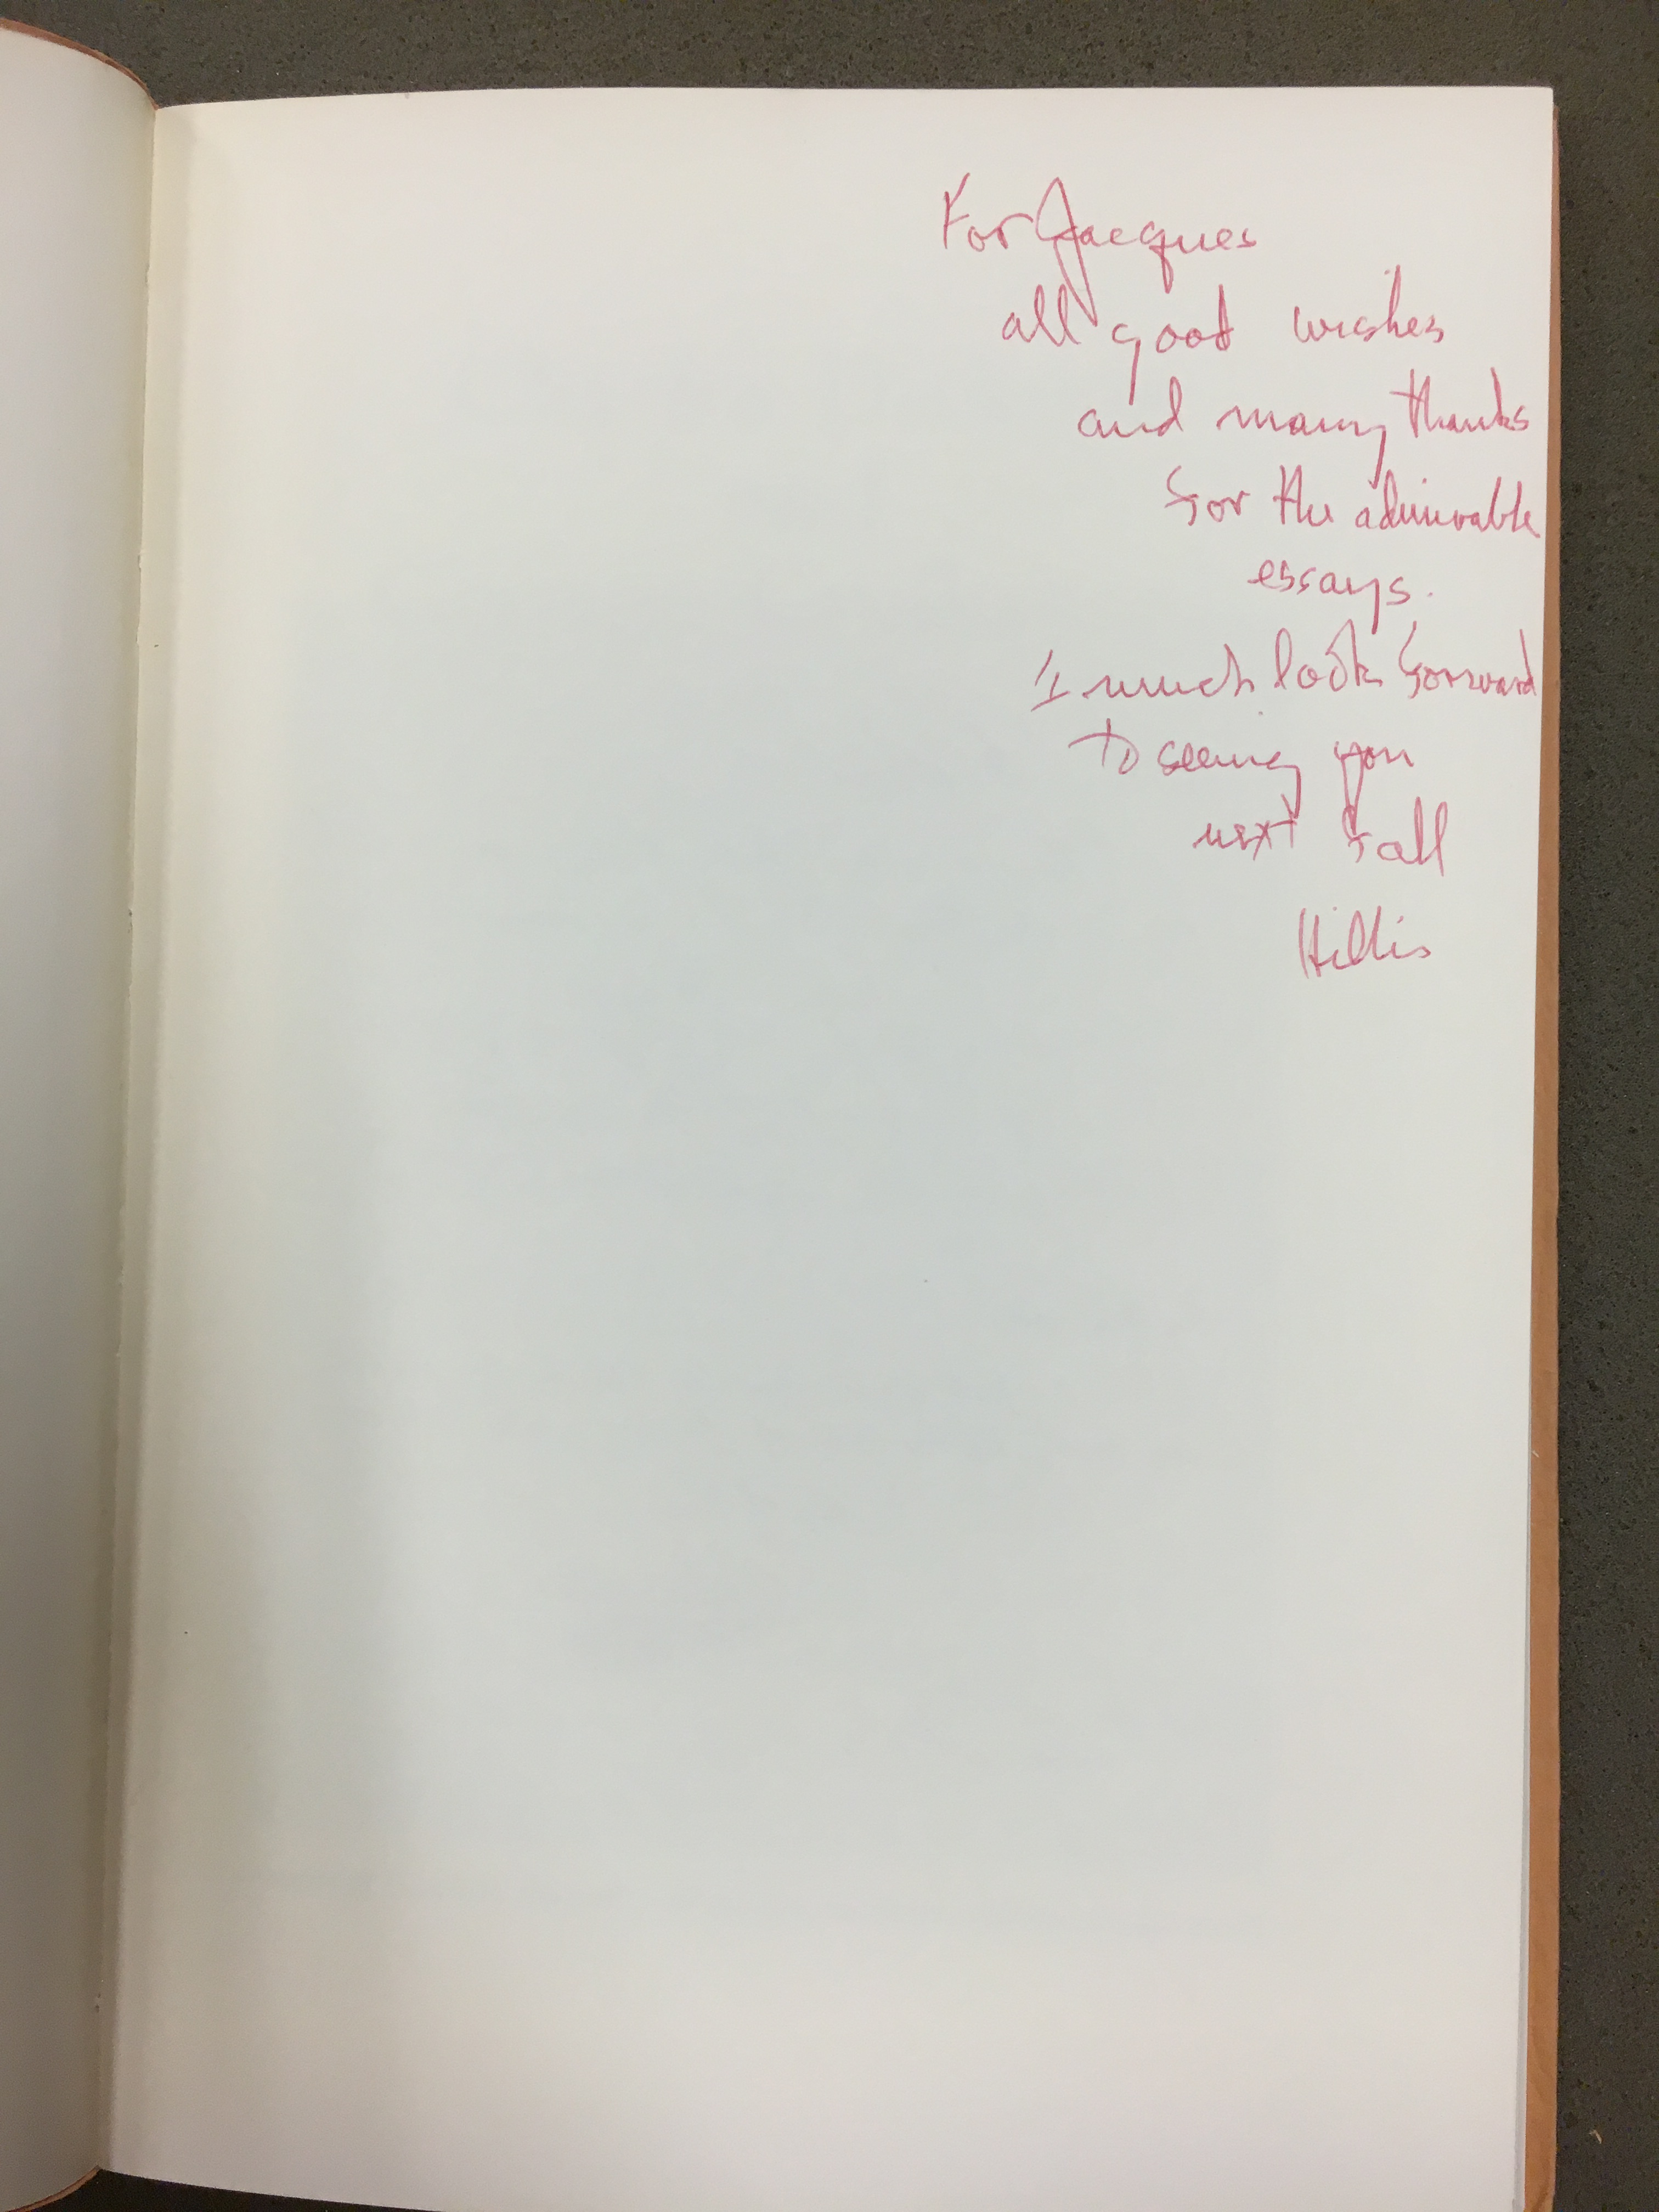 For Jacques
all good wishes
and many thanks
for the admirable
essays.
I much look forward
to seeing you
next fall
Hillis